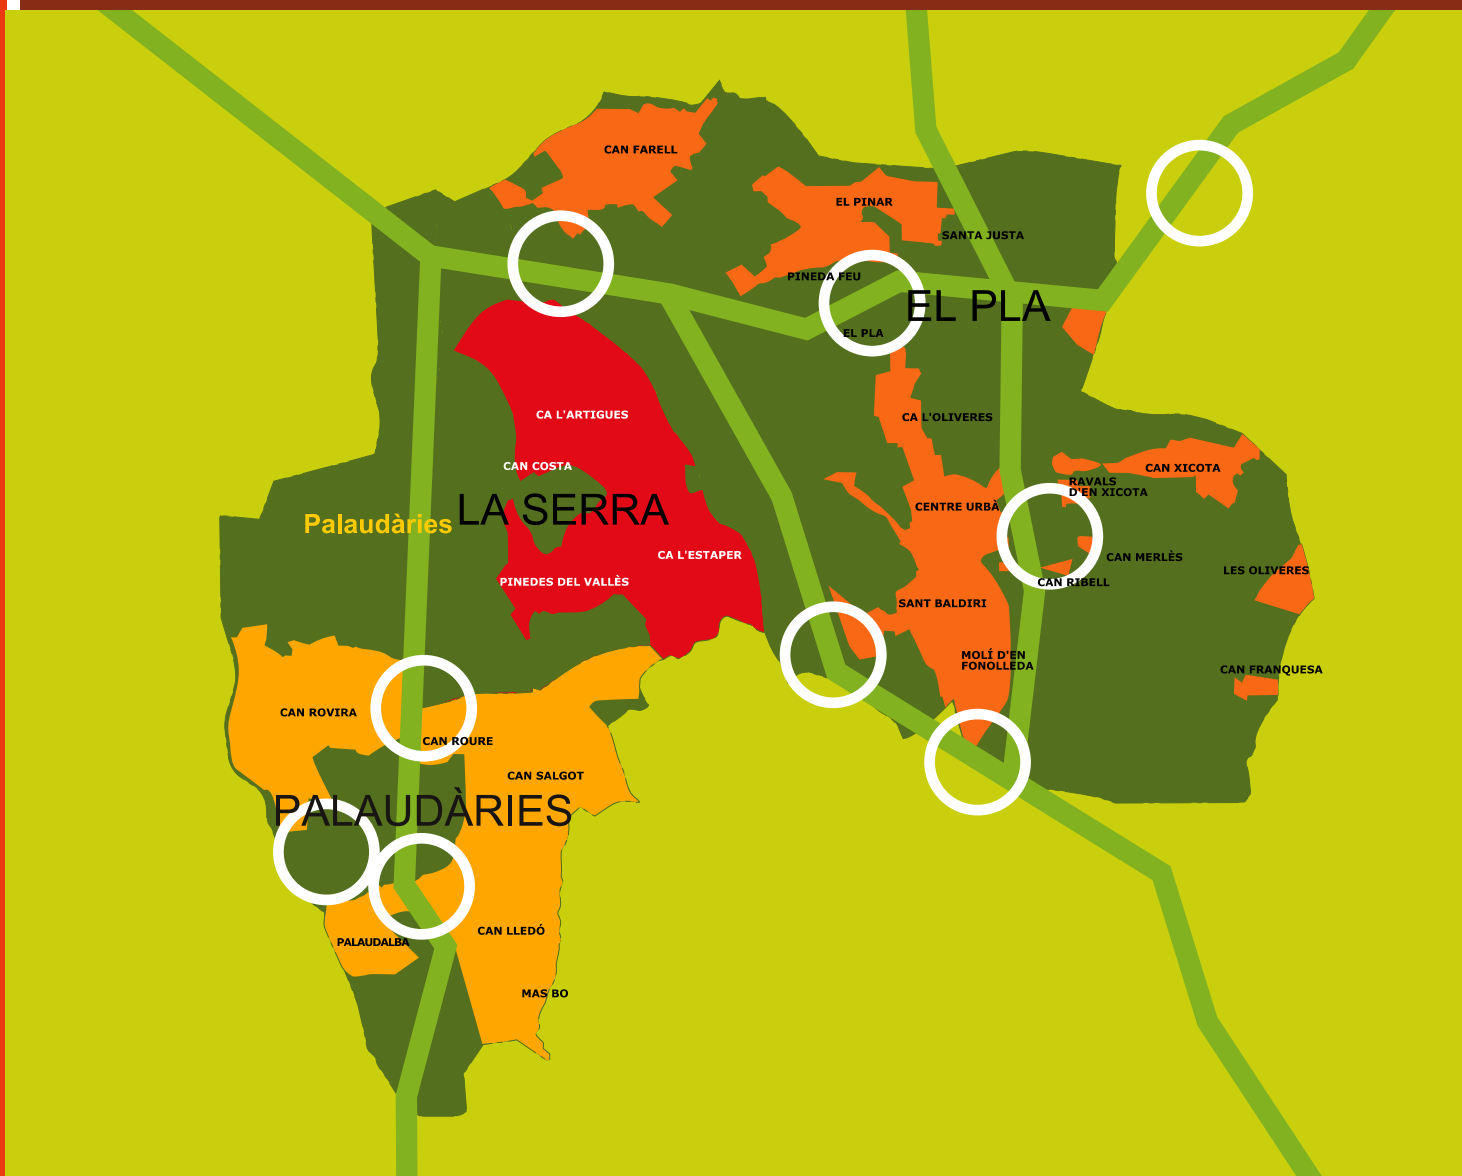 CAN FARELL
EL PINAR
SANTA JUSTA
PINEDA FEU
EL PLA
EL PLA
CA L'ARTIGUES
CA L'OLIVERES
CAN COSTA
CAN XICOTA
RAVALS
D'EN XICOTA
LA SERRA
CENTRE URBÀ
Palaudàries
CA L'ESTAPER
CAN MERLÈS
LES OLIVERES
PINEDES DEL VALLÈS
CAN RIBELL
SANT BALDIRI
MOLÍ D'EN
FONOLLEDA
CAN FRANQUESA
CAN ROVIRA
CAN ROURE
CAN SALGOT
PALAUDÀRIES
CAN LLEDÓ
PALAUDALBA
MAS BO